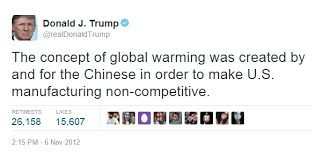 Donald J. Trump
@realDonaldTrump
The concept of global warming was created by
and for the Chinese in order to make U.S.
manufacturing non-competitive.
RETWEETS LIKES
26,158 15,607
2:15 PM - 6 Nov 2012